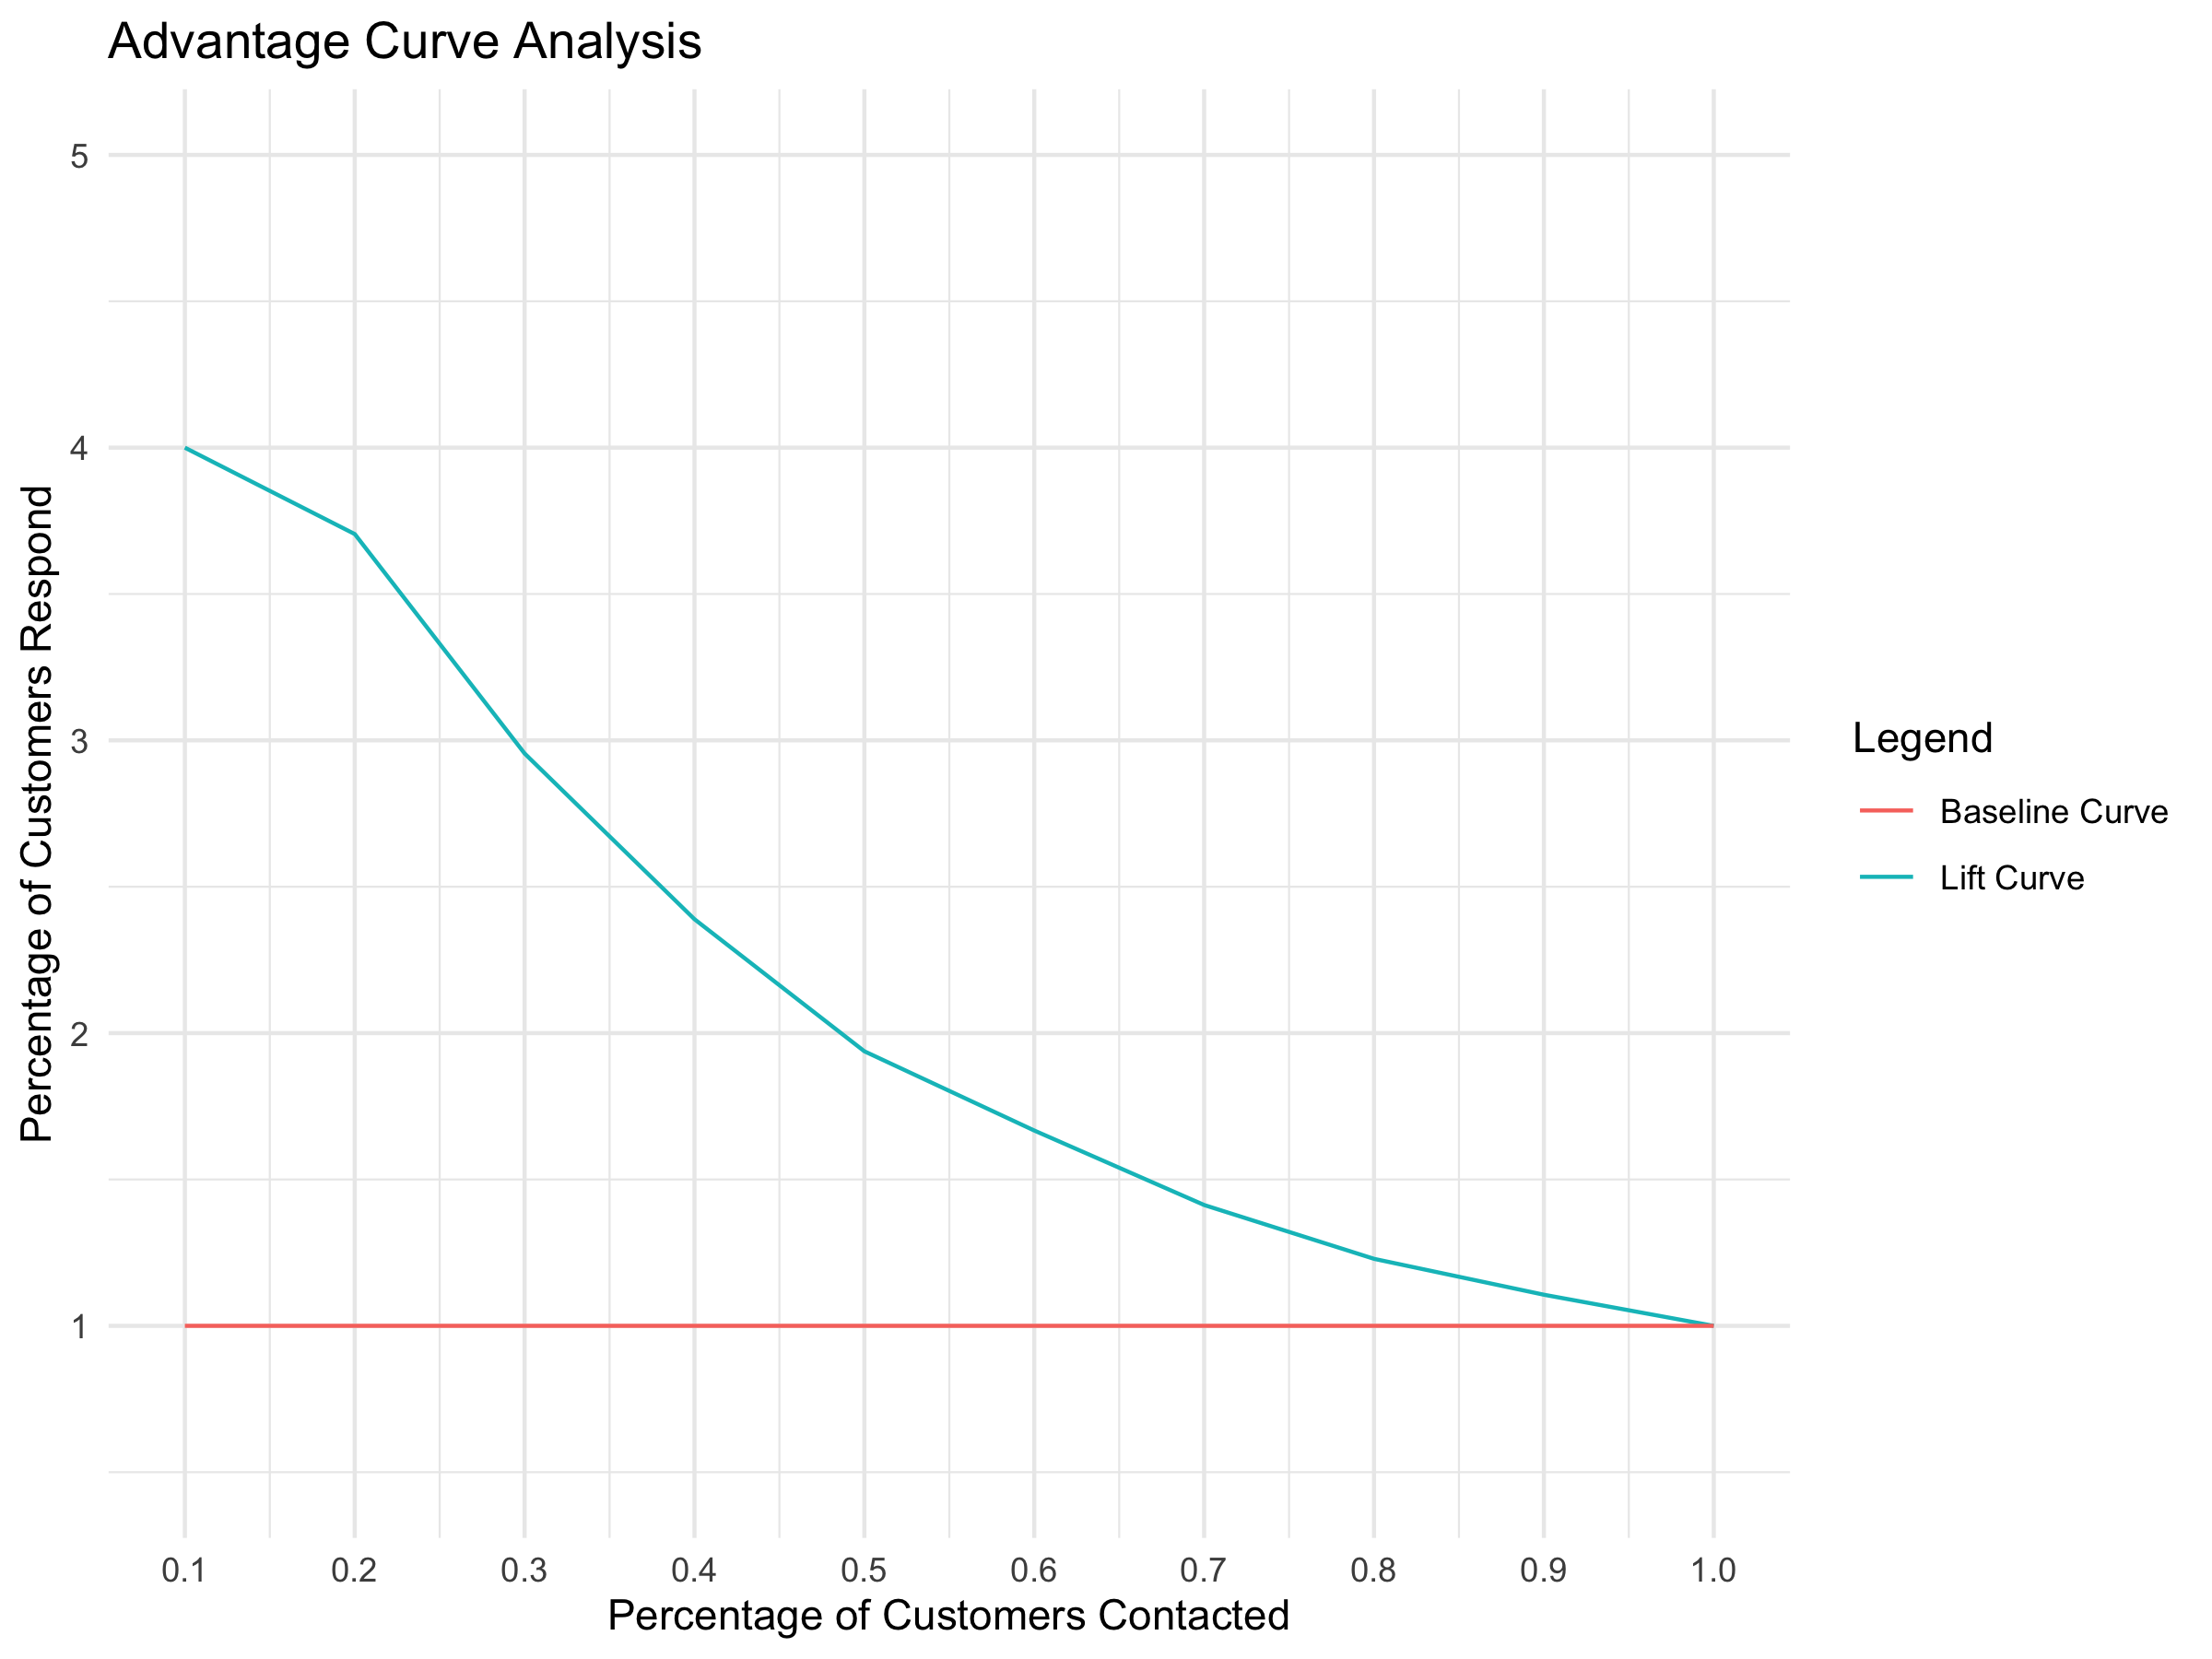 Advantage Curve Analysis
5
4
3
2
1
Percentage of Customers Respond
0.1 0.2 0.3 0.4 0.5 0.6 0.7 0.8 0.9 1.0
Percentage of Customers Contacted
Legend
Baseline Curve
Lift Curve